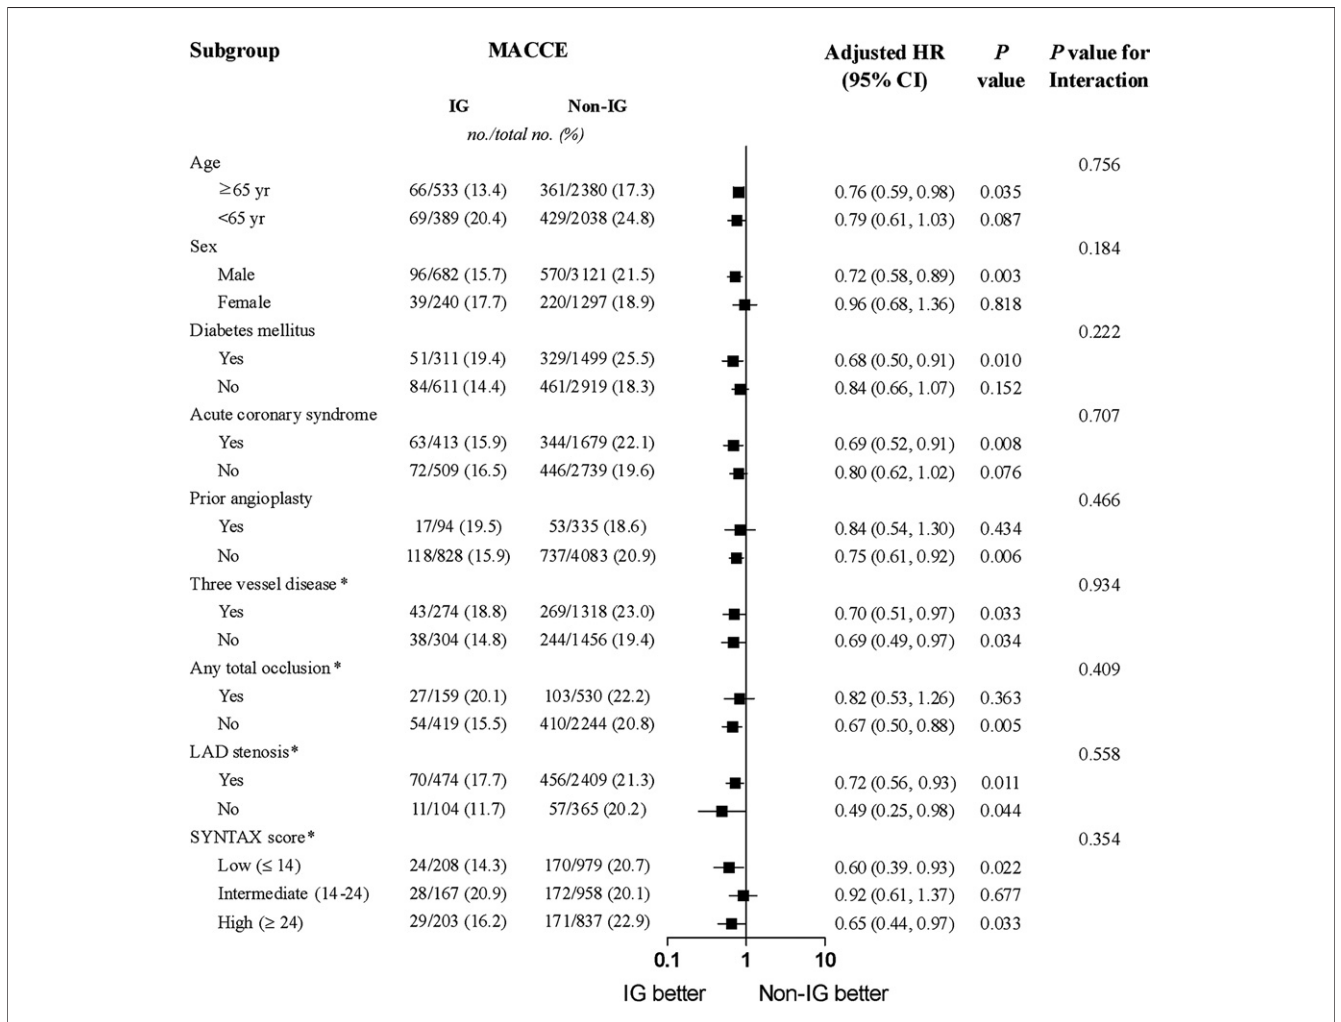 Subgroup MACCE Adjusted HR P P value for
(95% CI) value Interaction
IG Non-IG
no./total no. (%)
Age 0.756
≥65 yr 66/533 (13.4) 361/2380 (17.3) 0.76 (0.59, 0.98) 0.035
<65 yr 69/389 (20.4) 429/2038 (24.8) 0.79 (0.61, 1.03) 0.087
Sex 0.184
Male 96/682 (15.7) 570/3121 (21.5) 0.72 (0.58, 0.89) 0.003
Female 39/240 (17.7) 220/1297 (18.9) 0.96 (0.68, 1.36) 0.818
Diabetes mellitus 0.222
Yes 51/311 (19.4) 329/1499 (25.5) 0.68 (0.50, 0.91) 0.010
No 84/611 (14.4) 461/2919 (18.3) 0.84 (0.66, 1.07) 0.152
Acute coronary syndrome 0.707
Yes 63/413 (15.9) 344/1679 (22.1) 0.69 (0.52, 0.91) 0.008
No 72/509 (16.5) 446/2739 (19.6) 0.80 (0.62, 1.02) 0.076
Prior angioplasty 0.466
Yes 17/94 (19.5) 53/335 (18.6) 0.84 (0.54, 1.30) 0.434
No 118/828 (15.9) 737/4083 (20.9) 0.75 (0.61, 0.92) 0.006
Three vessel disease * 0.934
Yes 43/274 (18.8) 269/1318 (23.0) 0.70 (0.51, 0.97) 0.033
No 38/304 (14.8) 244/1456 (19.4) 0.69 (0.49, 0.97) 0.034
Any total occlusion * 0.409
Yes 27/159 (20.1) 103/530 (22.2) 0.82 (0.53, 1.26) 0.363
No 54/419 (15.5) 410/2244 (20.8) 0.67 (0.50, 0.88) 0.005
LAD stenosis * 0.558
Yes 70/474 (17.7) 456/2409 (21.3) 0.72 (0.56, 0.93) 0.011
No 11/104 (11.7) 57/365 (20.2) 0.49 (0.25, 0.98) 0.044
SYNTAX score * 0.354
Low (≤ 14) 24/208 (14.3) 170/979 (20.7) 0.60 (0.39. 0.93) 0.022
Intermediate (14-24) 28/167 (20.9) 172/958 (20.1) 0.92 (0.61, 1.37) 0.677
High (≥ 24) 29/203 (16.2) 171/837 (22.9) 0.65 (0.44, 0.97) 0.033
0.1 1 10
IG better Non-IG better